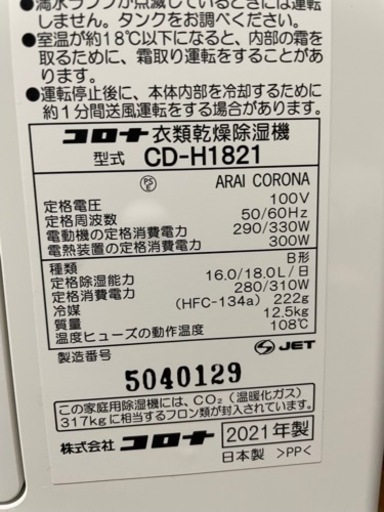 ●満水ランプが点滅しているときには運転
しません。タンクをお調べください。
●室温が約18℃以下になると、内部の霜を
取るために、霜取り運転をすることが
あります。
●運転停止後に、本体内部を冷却するために
約1分間送風運転をする場合があります。
コロナ 衣類乾燥除湿機
型式 CD-H1821
PS E ARAI CORONA
定格電圧 100V
定格周波数 50/60Hz
電動機の定格消費電力 290/330W
電熱装置の定格消費電力 300W
種類 B形
定格除湿能力 16.0/18.0L/日
定格消費電力 280/310W
冷媒 (HFC-134a) 222g
質量 12.5kg
温度ヒューズの動作温度 108℃
製造番号 JET
5040129
この家庭用除湿機には、CO₂(温暖化ガス)
317kgに相当するフロン類が封入されています。
株式会社 コロナ 2021年製
日本製 >PP<